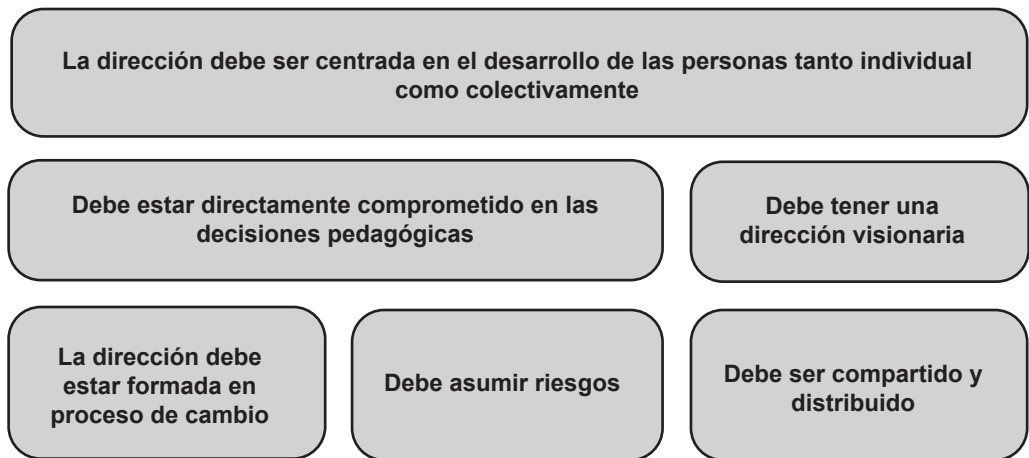 La dirección debe ser centrada en el desarrollo de las personas tanto individual
como colectivamente
Debe estar directamente comprometido en las
decisiones pedagógicas
Debe tener una
dirección visionaria
La dirección debe
estar formada en
proceso de cambio
Debe asumir riesgos
Debe ser compartido y
distribuido